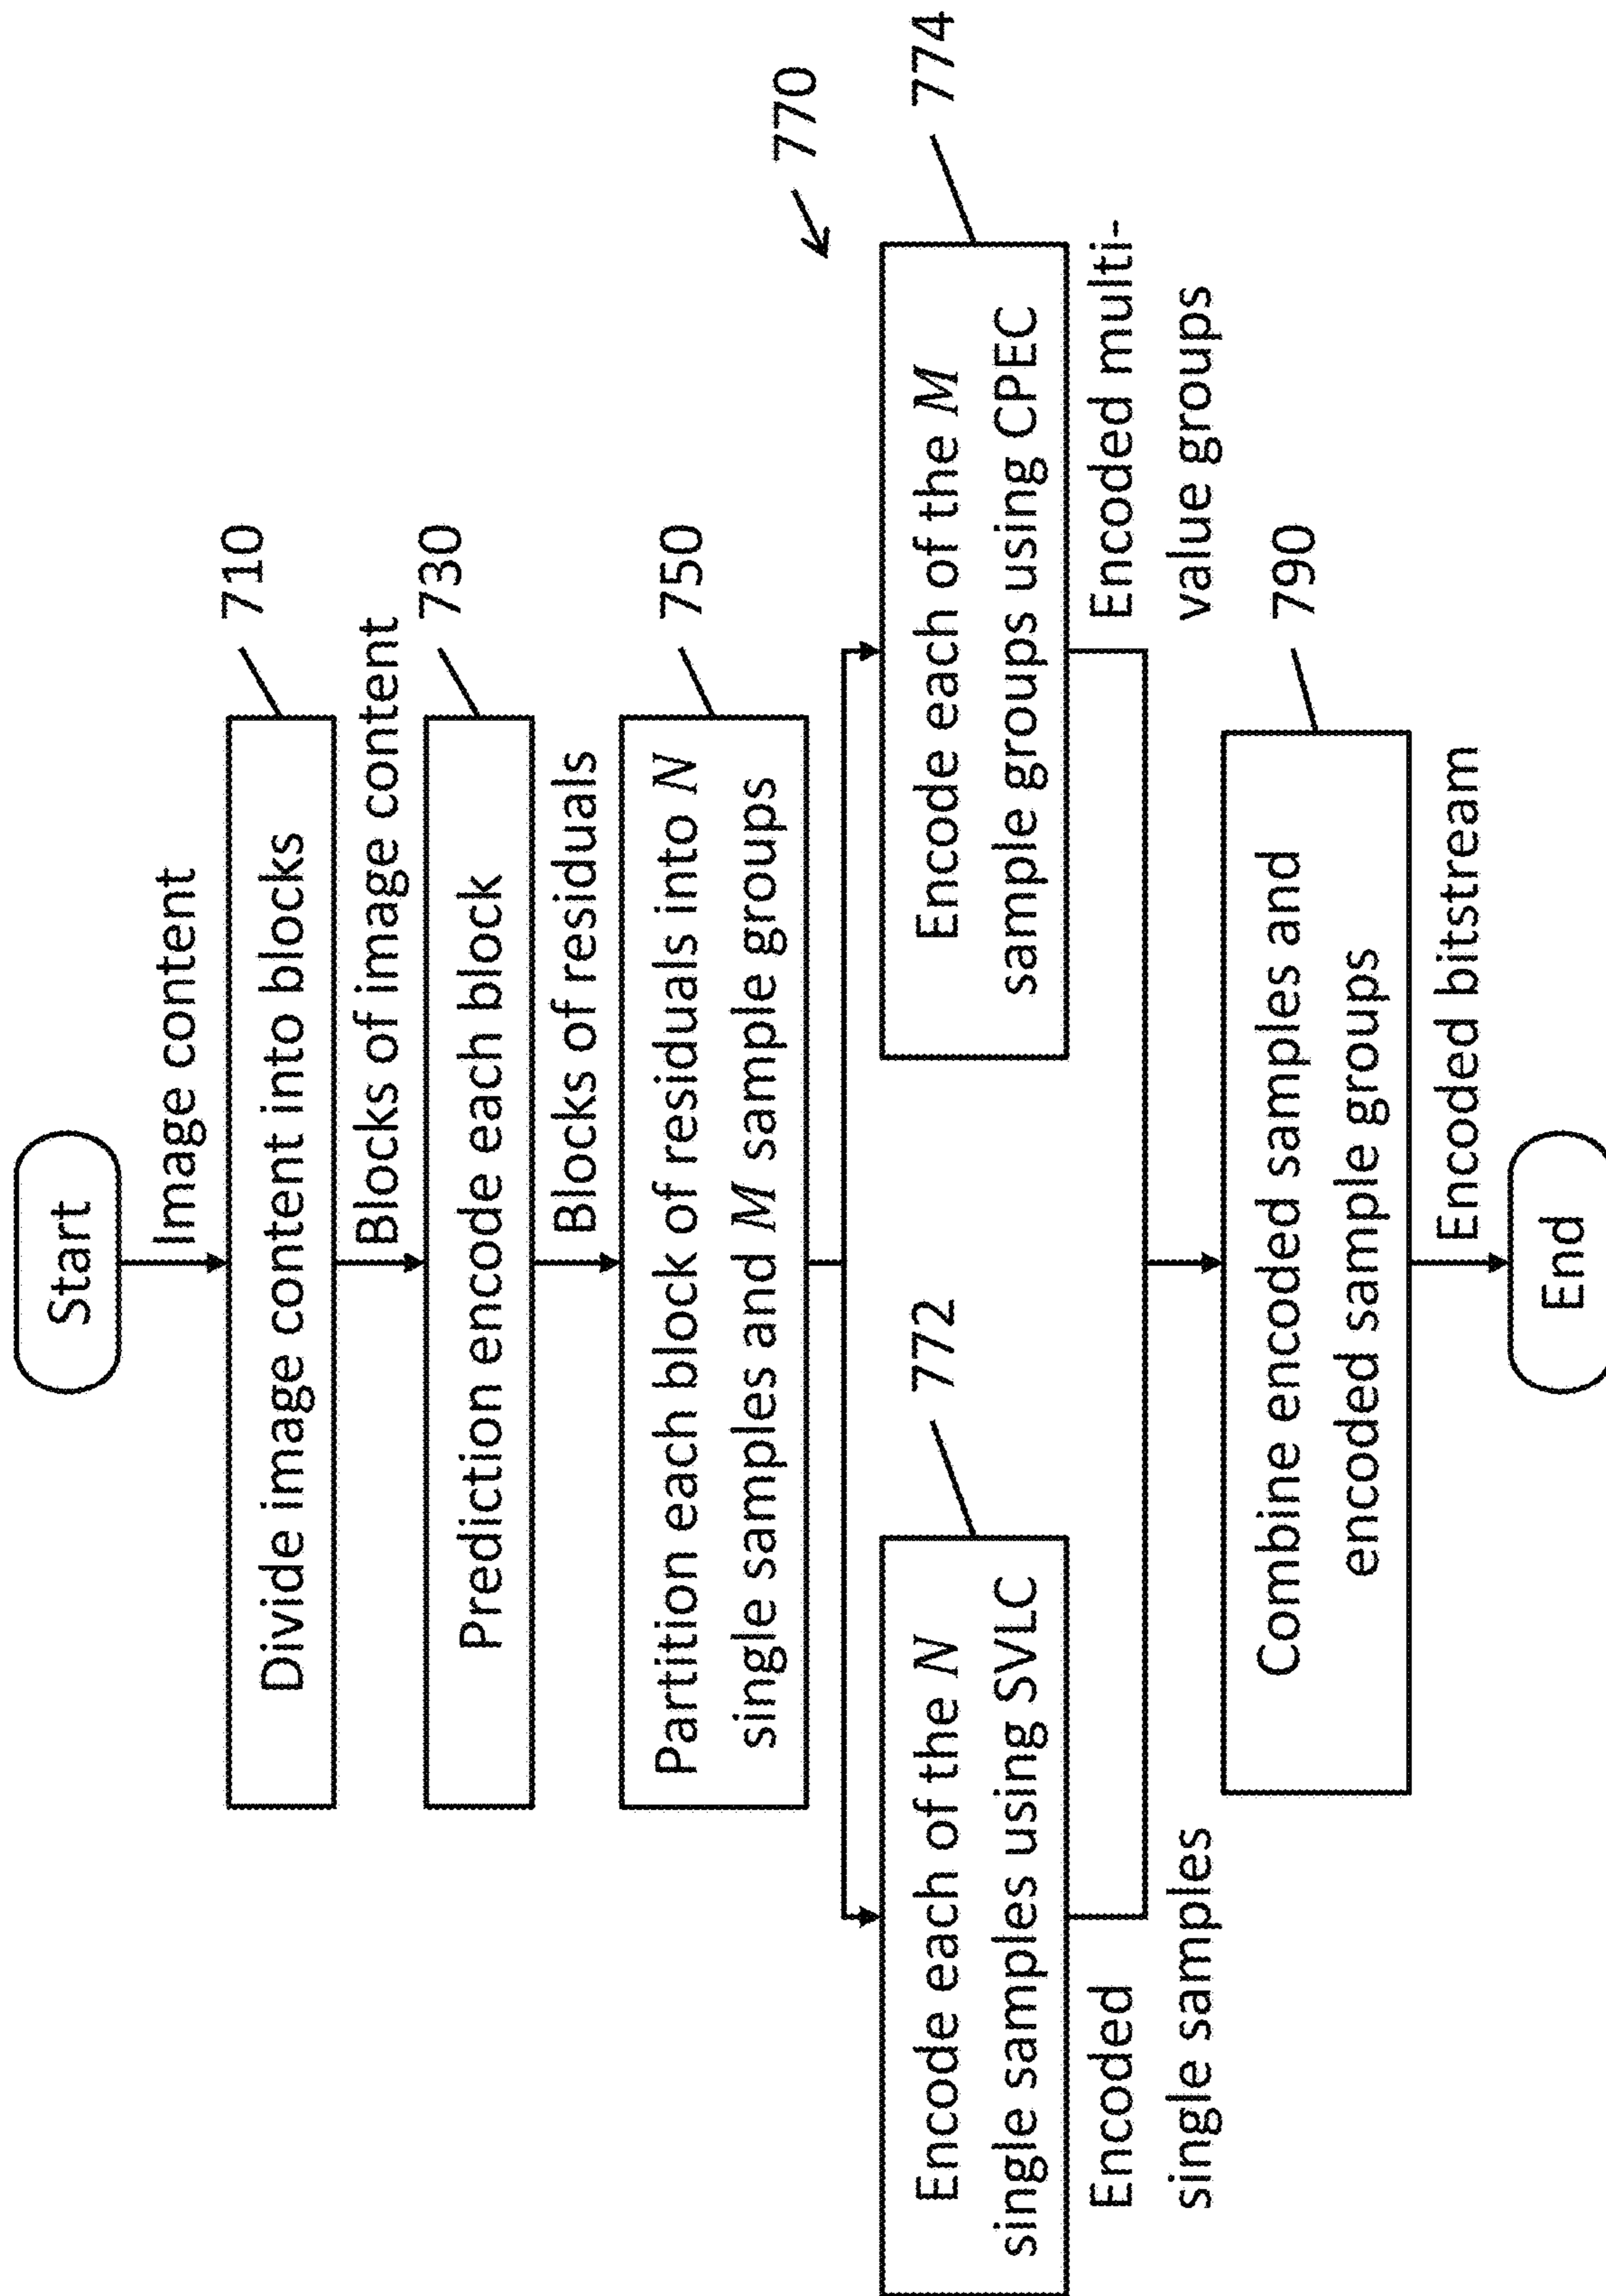 Start
Image content
710
Divide image content into blocks
Blocks of image content
730
Prediction encode each block
Blocks of residuals
750
Partition each block of residuals into N
single samples and M sample groups
770
772
Encode each of the N
single samples using SVLC
774
Encode each of the M
sample groups using CPEC
Encoded
single samples
Encoded multi-
value groups
790
Combine encoded samples and
encoded sample groups
Encoded bitstream
End